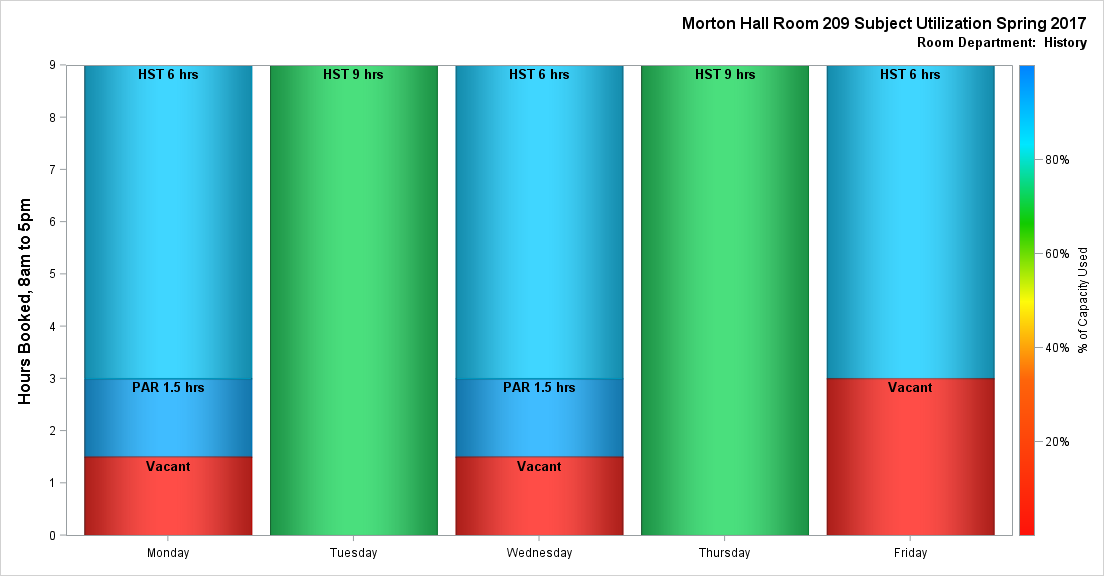 Morton Hall Room 209 Subject Utilization Spring 2017
Room Department: History
Hours Booked, 8am to 5pm
9
8
7
6
5
4
3
2
1
0
HST 6 hrs
PAR 1.5 hrs
Vacant
HST 9 hrs
HST 6 hrs
PAR 1.5 hrs
Vacant
HST 9 hrs
HST 6 hrs
Vacant
Monday
Tuesday
Wednesday
Thursday
Friday
80%
60%
40%
20%
% of Capacity Used